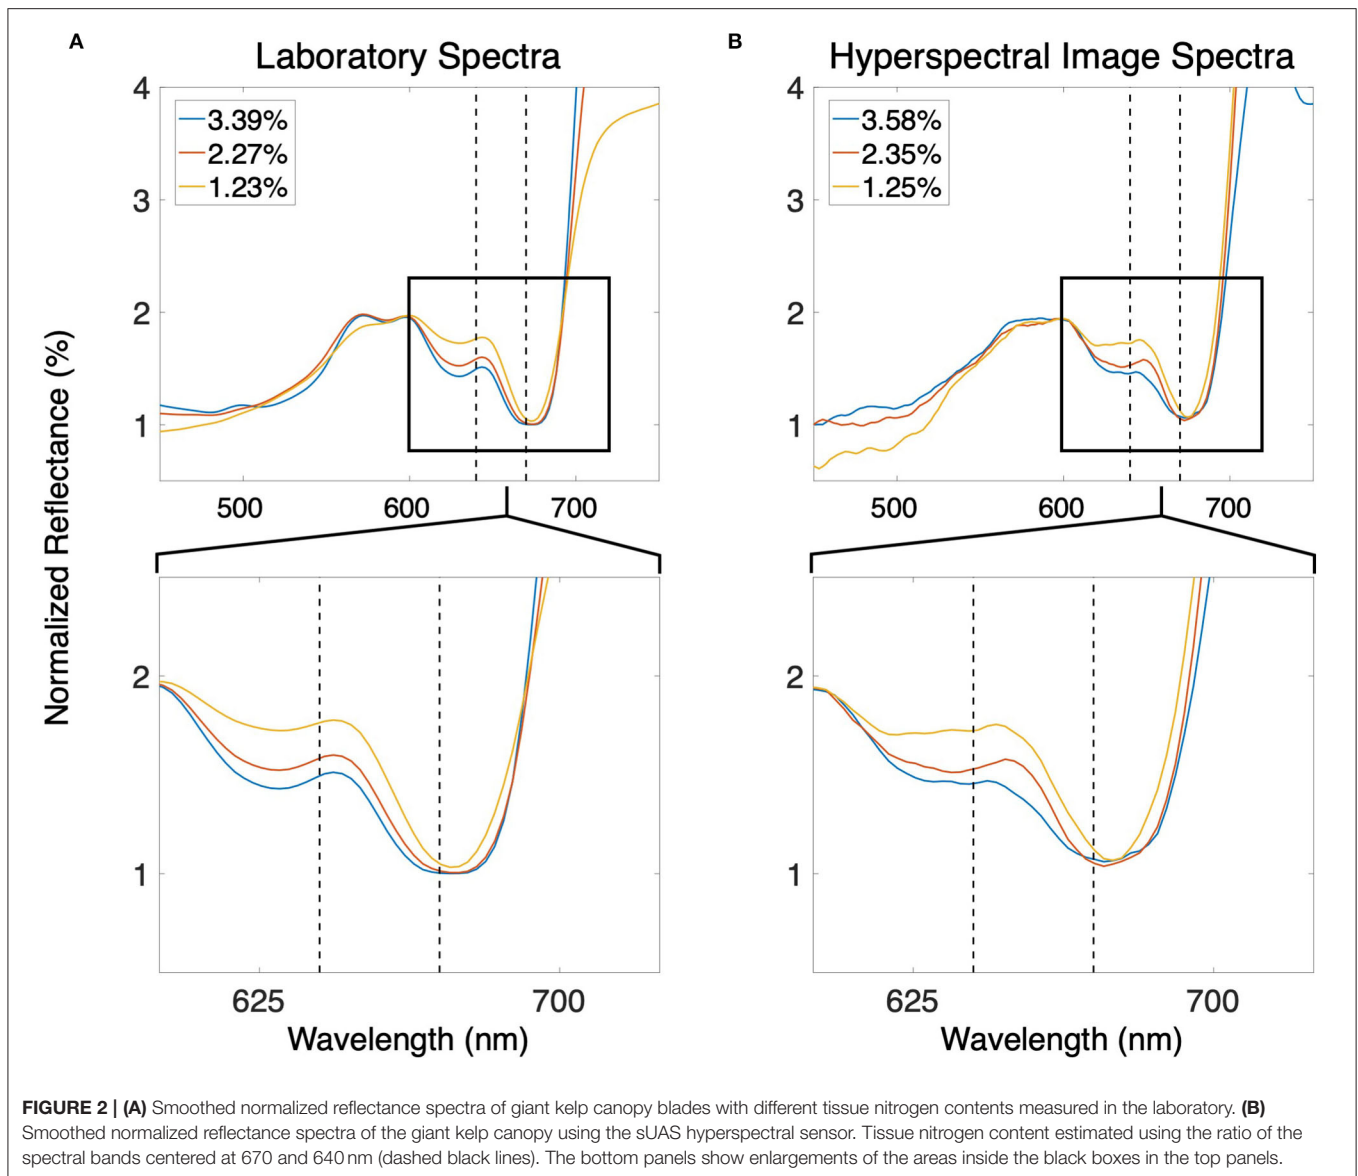 A
Laboratory Spectra
B
Hyperspectral Image Spectra
4
3
2
1
3.39%
2.27%
1.23%
500
600
700
4
3
2
1
3.58%
2.35%
1.25%
500
600
700
Normalized Reflectance (%)
2
1
625
700
Wavelength (nm)
2
1
625
700
Wavelength (nm)
FIGURE 2 | (A) Smoothed normalized reflectance spectra of giant kelp canopy blades with different tissue nitrogen contents measured in the laboratory. (B)
Smoothed normalized reflectance spectra of the giant kelp canopy using the sUAS hyperspectral sensor. Tissue nitrogen content estimated using the ratio of the
spectral bands centered at 670 and 640 nm (dashed black lines). The bottom panels show enlargements of the areas inside the black boxes in the top panels.